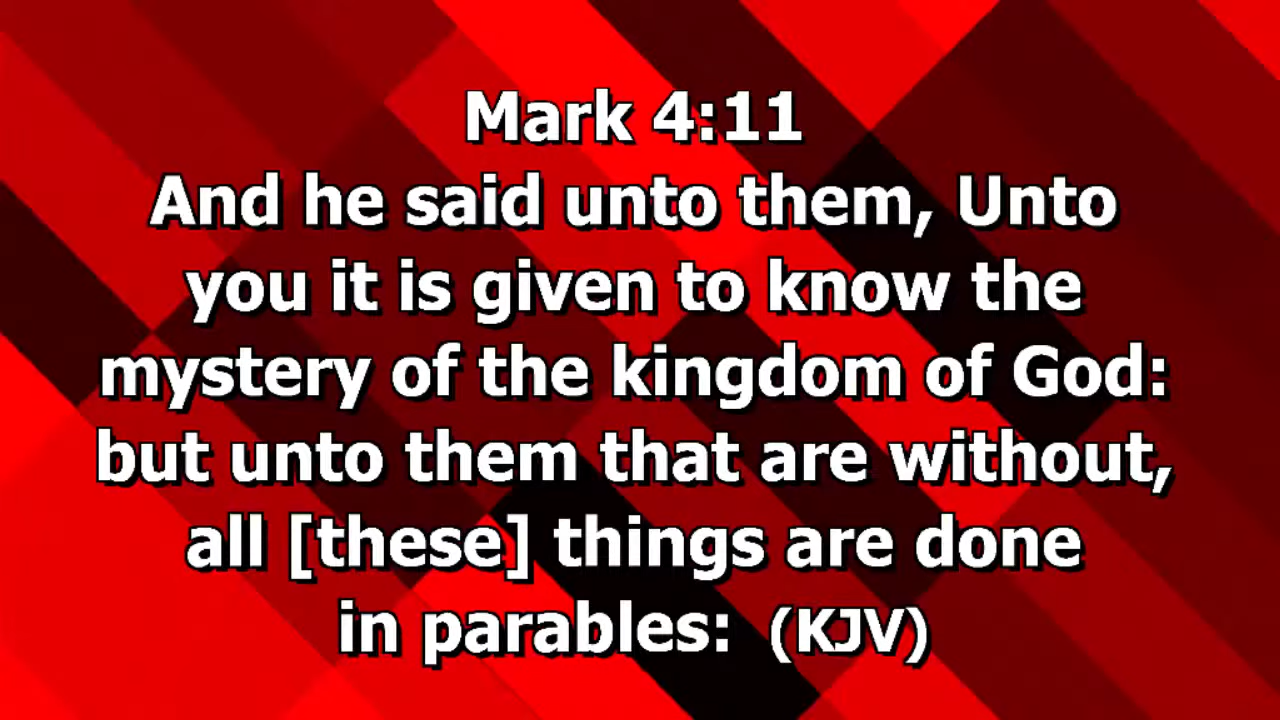 Mark 4:11
And he said unto them, Unto
you it is given to know the
mystery of the kingdom of God:
but unto them that are without,
all [these] things are done
in parables: (KJV)